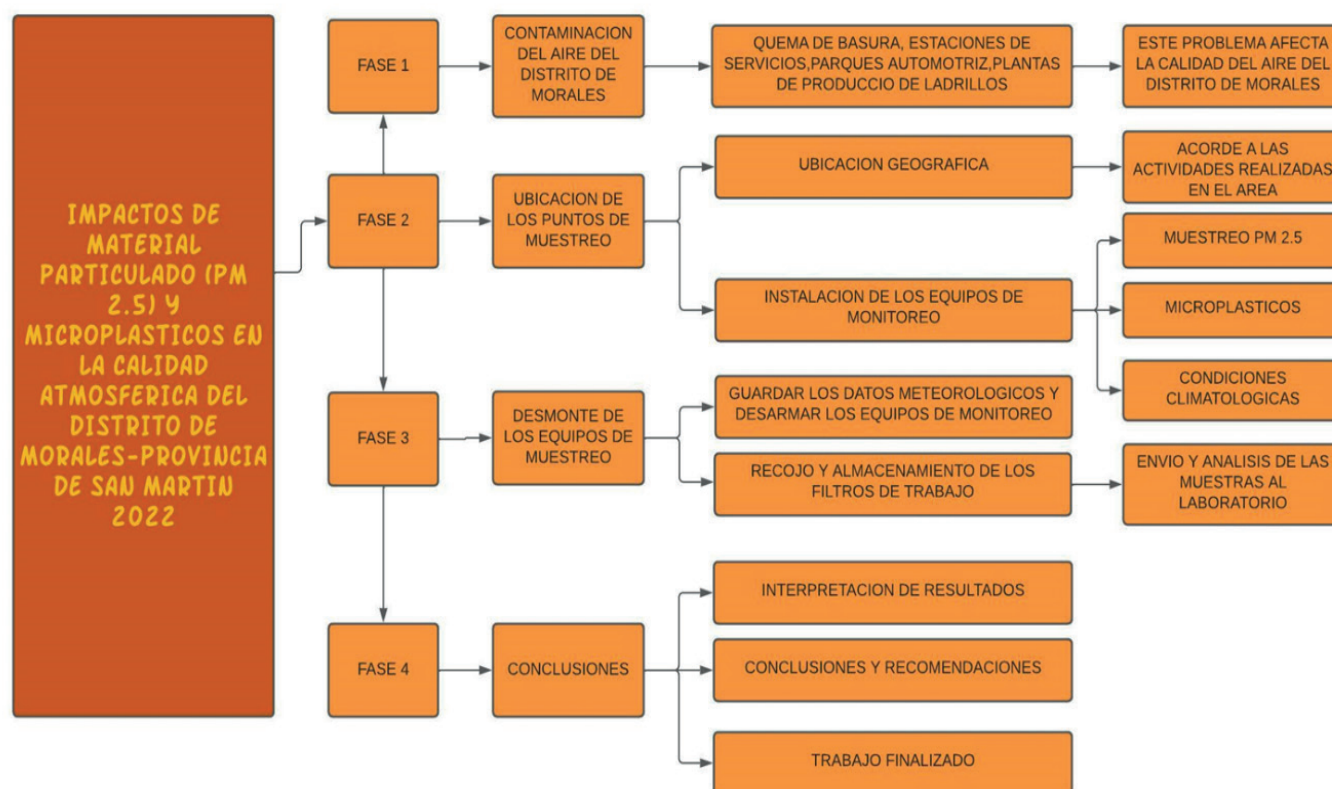 IMPACTOS DE
MATERIAL
PARTICULADO (PM
2.5) Y
MICROPLASTICOS EN
LA CALIDAD
ATMOSFERICA DEL
DISTRITO DE
MORALES-PROVINCIA
DE SAN MARTIN
2022
FASE 1
CONTAMINACION
DEL AIRE DEL
DISTRITO DE
MORALES
QUEMA DE BASURA, ESTACIONES DE
SERVICIOS,PARQUES AUTOMOTRIZ,PLANTAS
DE PRODUCCIO DE LADRILLOS
ESTE PROBLEMA AFECTA
LA CALIDAD DEL AIRE DEL
DISTRITO DE MORALES
FASE 2
UBICACION DE
LOS PUNTOS DE
MUESTREO
UBICACION GEOGRAFICA
ACORDE A LAS
ACTIVIDADES REALIZADAS
EN EL AREA
INSTALACION DE LOS EQUIPOS DE
MONITOREO
MUESTREO PM 2.5
MICROPLASTICOS
CONDICIONES
CLIMATOLOGICAS
FASE 3
DESMONTE DE
LOS EQUIPOS DE
MUESTREO
GUARDAR LOS DATOS METEOROLOGICOS Y
DESARMAR LOS EQUIPOS DE MONITOREO
RECOJO Y ALMACENAMIENTO DE LOS
FILTROS DE TRABAJO
ENVIO Y ANALISIS DE LAS
MUESTRAS AL
LABORATORIO
FASE 4
CONCLUSIONES
INTERPRETACION DE RESULTADOS
CONCLUSIONES Y RECOMENDACIONES
TRABAJO FINALIZADO